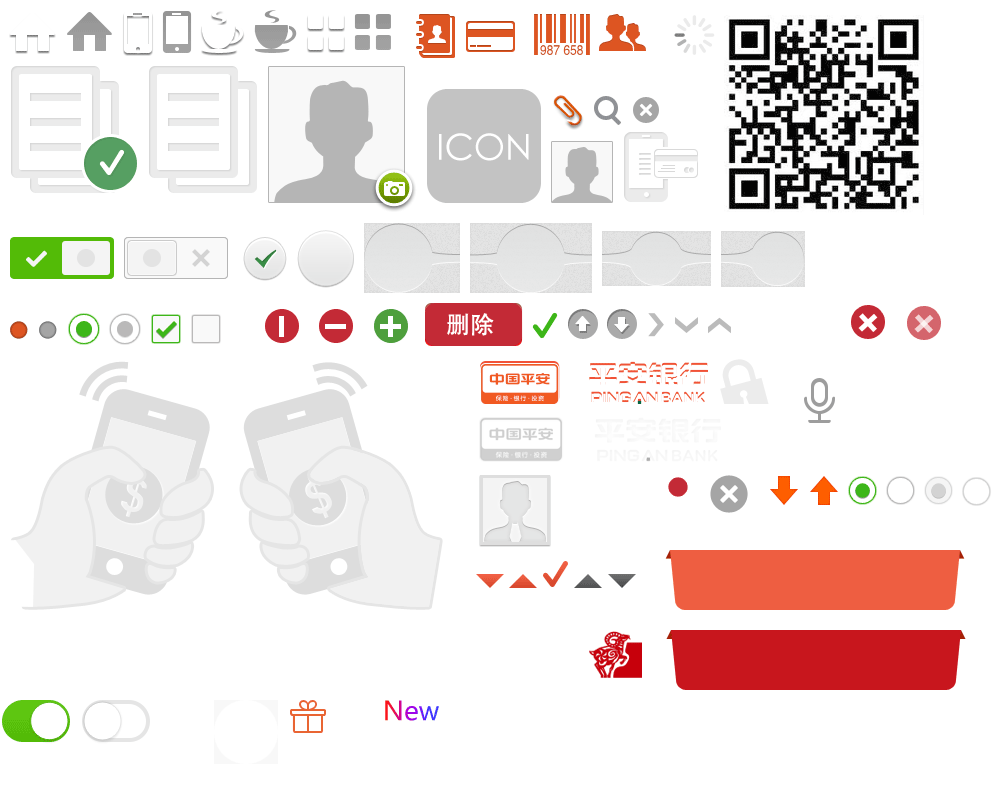 987 658
ICON
删除
中国平安
保险·银行·投资
平安银行
PING AN BANK
中国平安
保险·银行·投资
平安银行
PING AN BANK
New